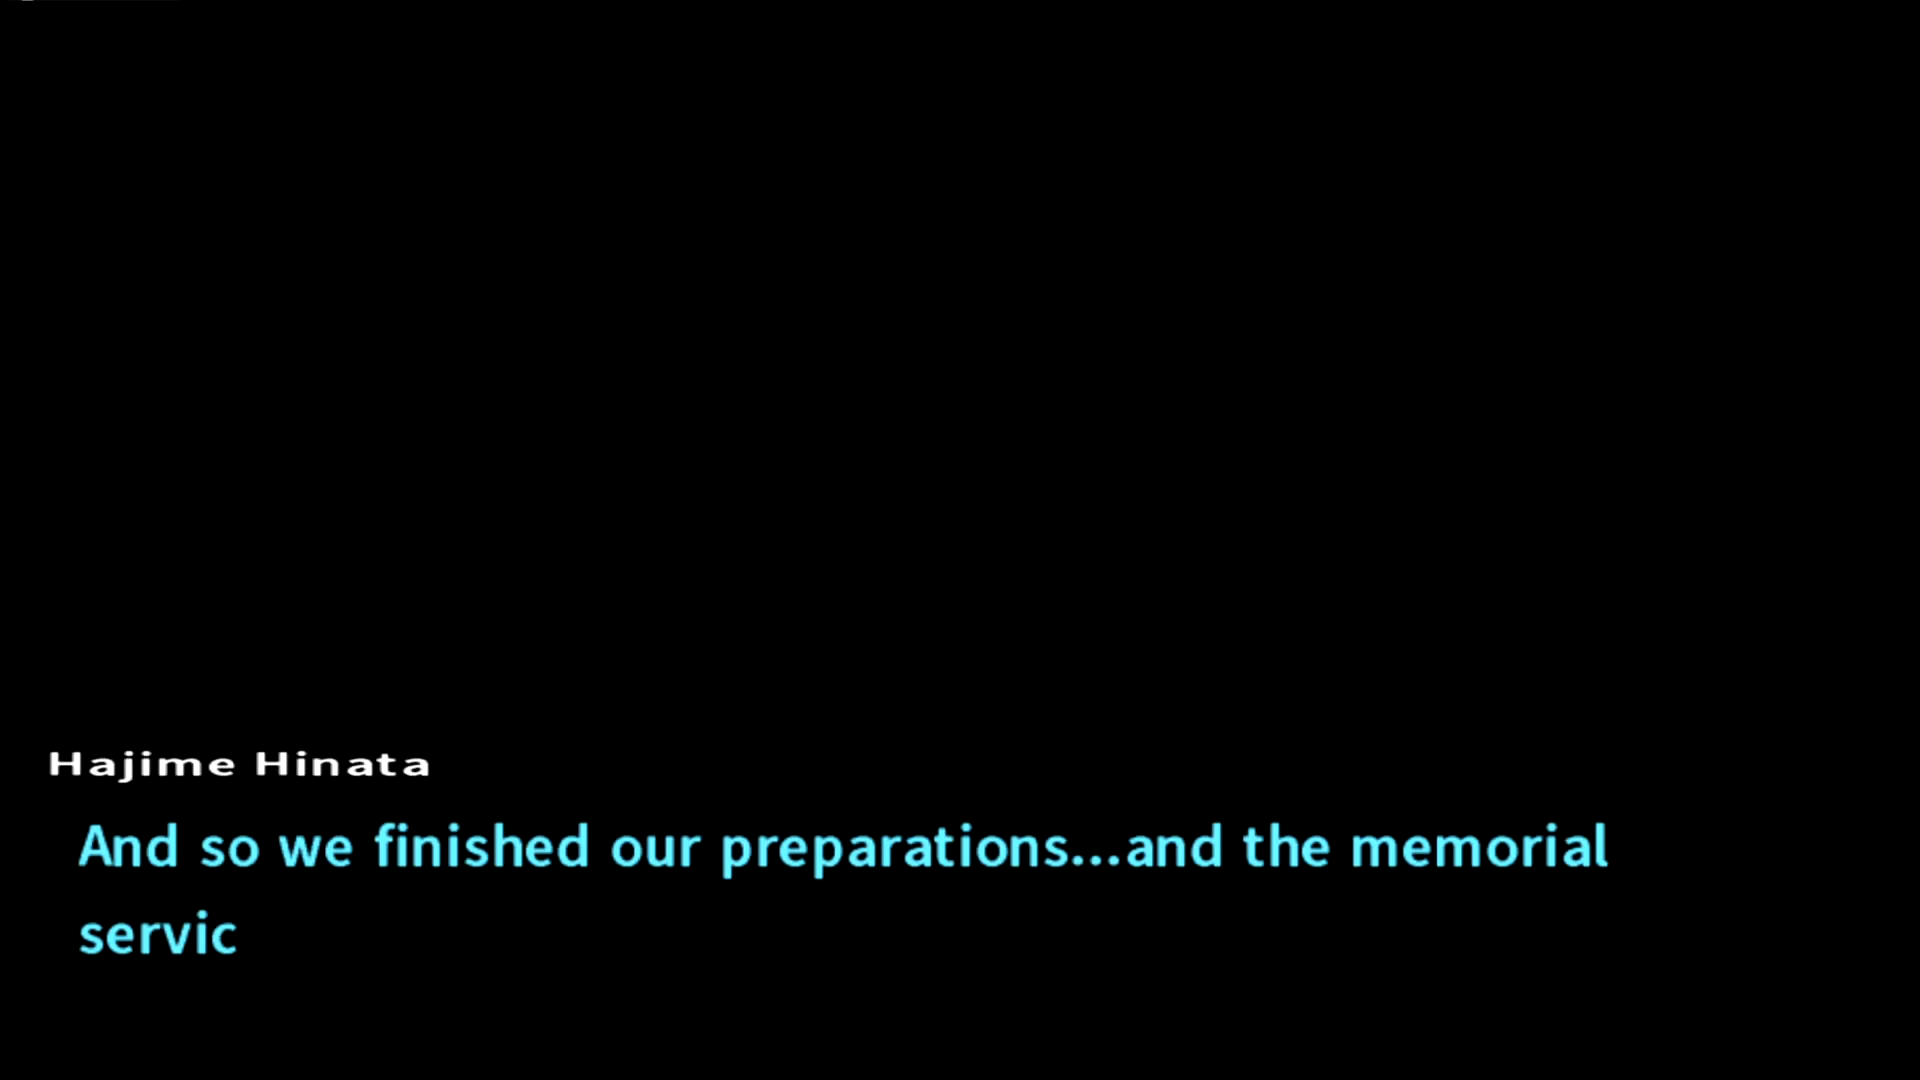 Hajime Hinata
And so we finished our preparations...and the memorial
servic